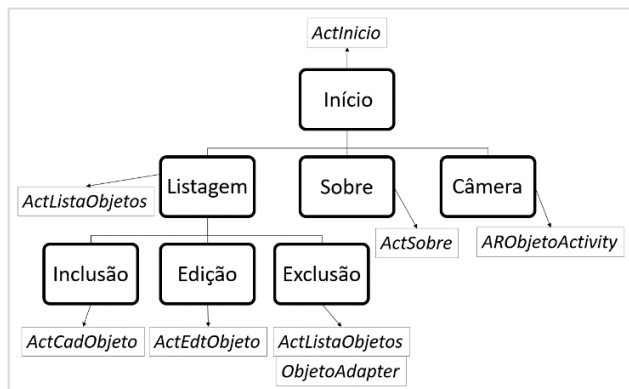 ActInicio
Início
Listagem
Sobre
Câmera
ActListaObjetos
ActSobre
ARObjetoActivity
Inclusão
Edição
Exclusão
ActCadObjeto
ActEdtObjeto
ActListaObjetos
ObjetoAdapter